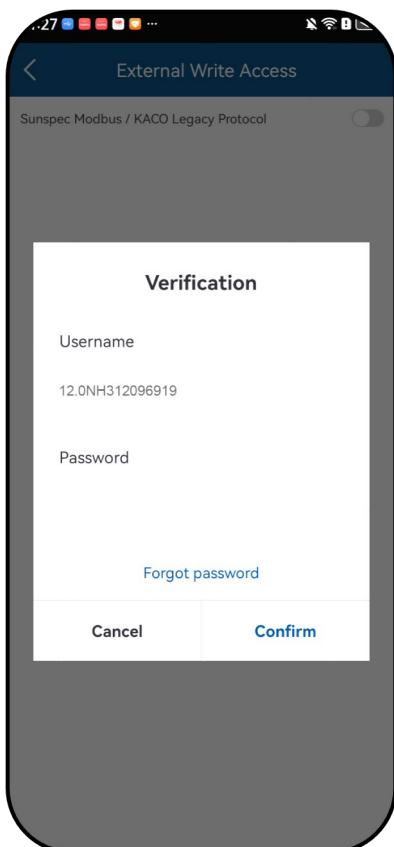 :27
External Write Access
Sunspec Modbus / KACO Legacy Protocol
Verification
Username
12.0NH312096919
Password
Forgot password
Cancel
Confirm